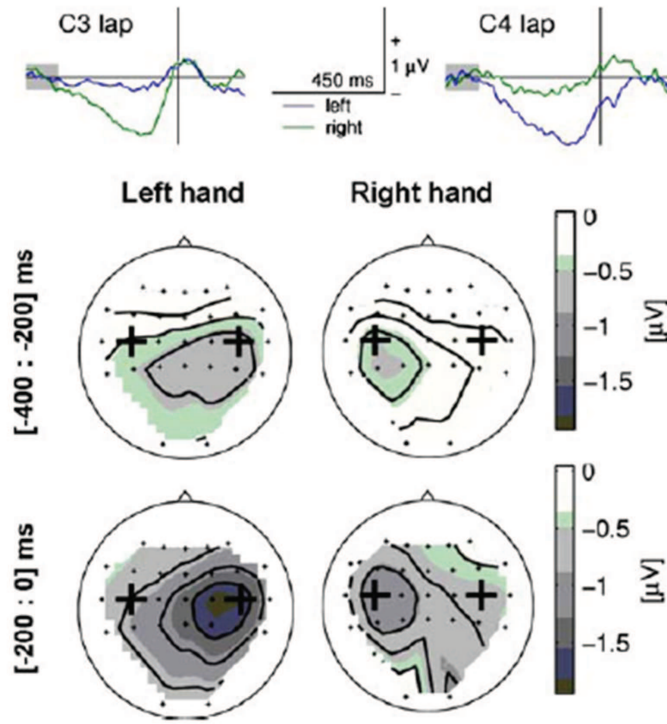 C3 lap
C4 lap
+
1 μV
450 ms
−
left
right
Left hand
Right hand
[-400 : -200] ms
0
−0.5
−1
−1.5
[μV]
[-200 : 0] ms
0
−0.5
−1
−1.5
[μV]